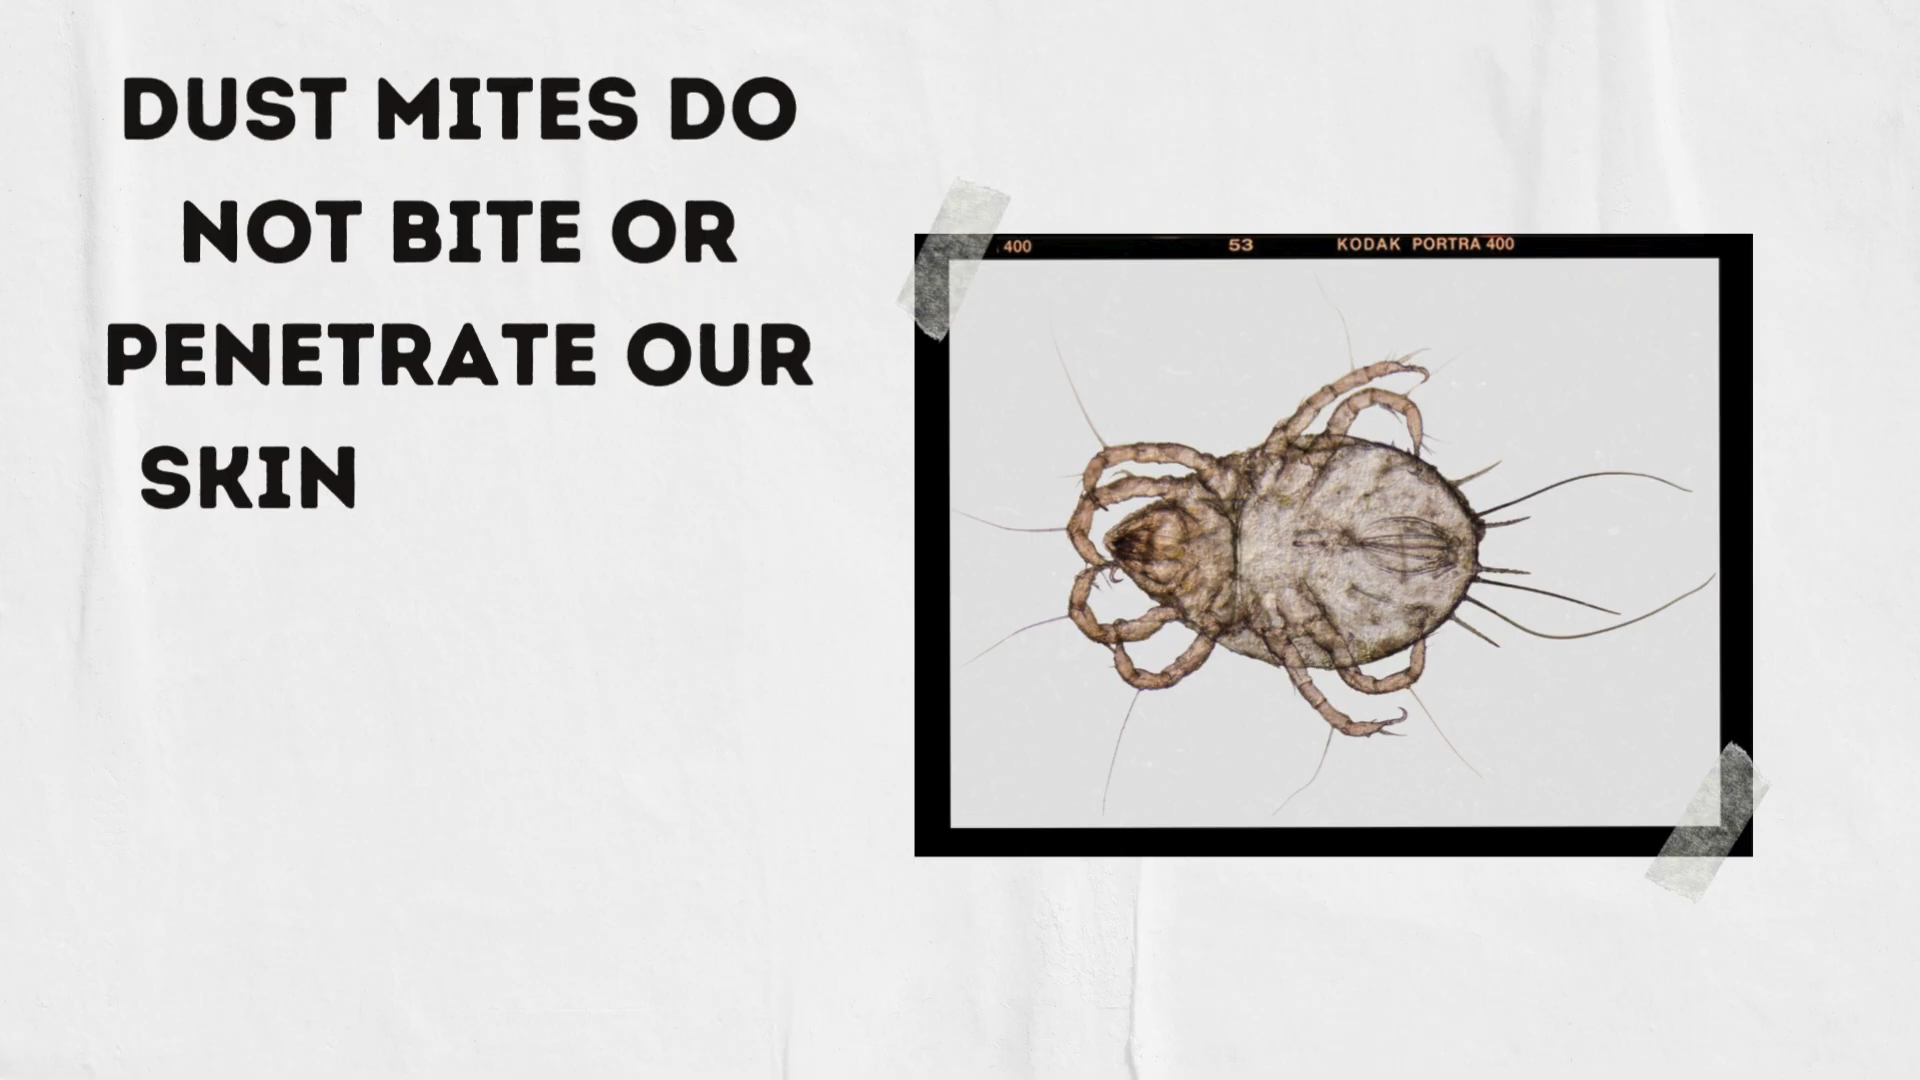 DUST MITES DO
NOT BITE OR
PENETRATE OUR
SKIN
400 53 KODAK PORTRA 400